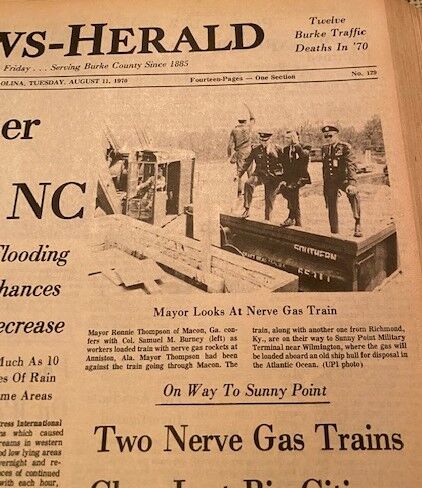 WS-HERALD
Twelve
Burke Traffic
Deaths In '70
Friday . . . Serving Burke County Since 1885
OLINA, TUESDAY, AUGUST 11, 1970
Fourteen-Pages — One Section
No. 129
er
NC
Flooding
hances
ecrease
Much As 10
es Of Rain
me Areas
ress International
ns which caused
reams in western
d low lying areas
vernight and re-
ces of continued
with each hour,
SOUTHERN
Mayor Looks At Nerve Gas Train
Mayor Ronnie Thompson of Macon, Ga. con-
fers with Col. Samuel M. Burney (left) as
workers loaded train with nerve gas rockets at
Anniston, Ala. Mayor Thompson had been
against the train going through Macon. The
train, along with another one from Richmond,
Ky., are on their way to Sunny Point Military
Terminal near Wilmington, where the gas will
be loaded aboard an old ship hull for disposal in
the Atlantic Ocean. (UPI photo)
On Way To Sunny Point
Two Nerve Gas Trains